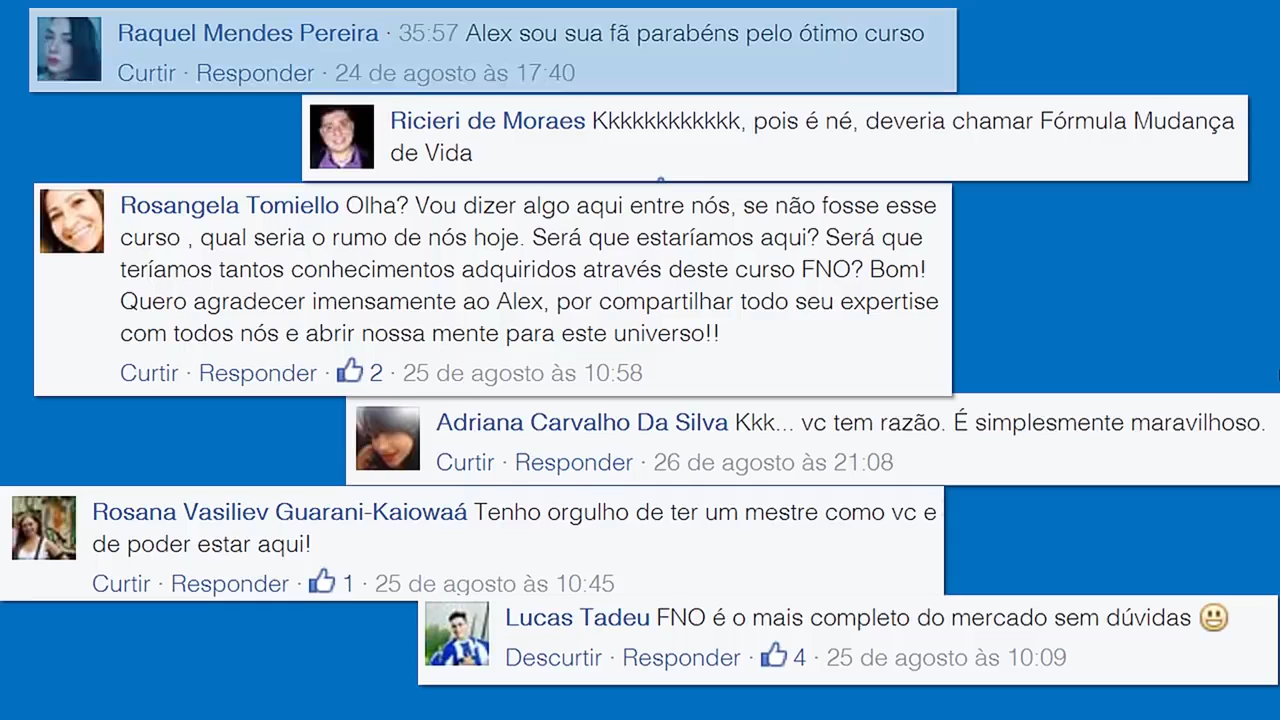 Raquel Mendes Pereira · 35:57 Alex sou sua fã parabéns pelo ótimo curso
Curtir · Responder · 24 de agosto às 17:40
Ricieri de Moraes Kkkkkkkkkkkk, pois é né, deveria chamar Fórmula Mudança
de Vida
Rosangela Tomiello Olha? Vou dizer algo aqui entre nós, se não fosse esse
curso , qual seria o rumo de nós hoje. Será que estaríamos aqui? Será que
teríamos tantos conhecimentos adquiridos através deste curso FNO? Bom!
Quero agradecer imensamente ao Alex, por compartilhar todo seu expertise
com todos nós e abrir nossa mente para este universo!!
Curtir · Responder · 2 · 25 de agosto às 10:58
Adriana Carvalho Da Silva Kkk... vc tem razão. É simplesmente maravilhoso.
Curtir · Responder · 26 de agosto às 21:08
Rosana Vasiliev Guarani-Kaiowaá Tenho orgulho de ter um mestre como vc e
de poder estar aqui!
Curtir · Responder · 1 · 25 de agosto às 10:45
Lucas Tadeu FNO é o mais completo do mercado sem dúvidas 😃
Descurtir · Responder · 4 · 25 de agosto às 10:09